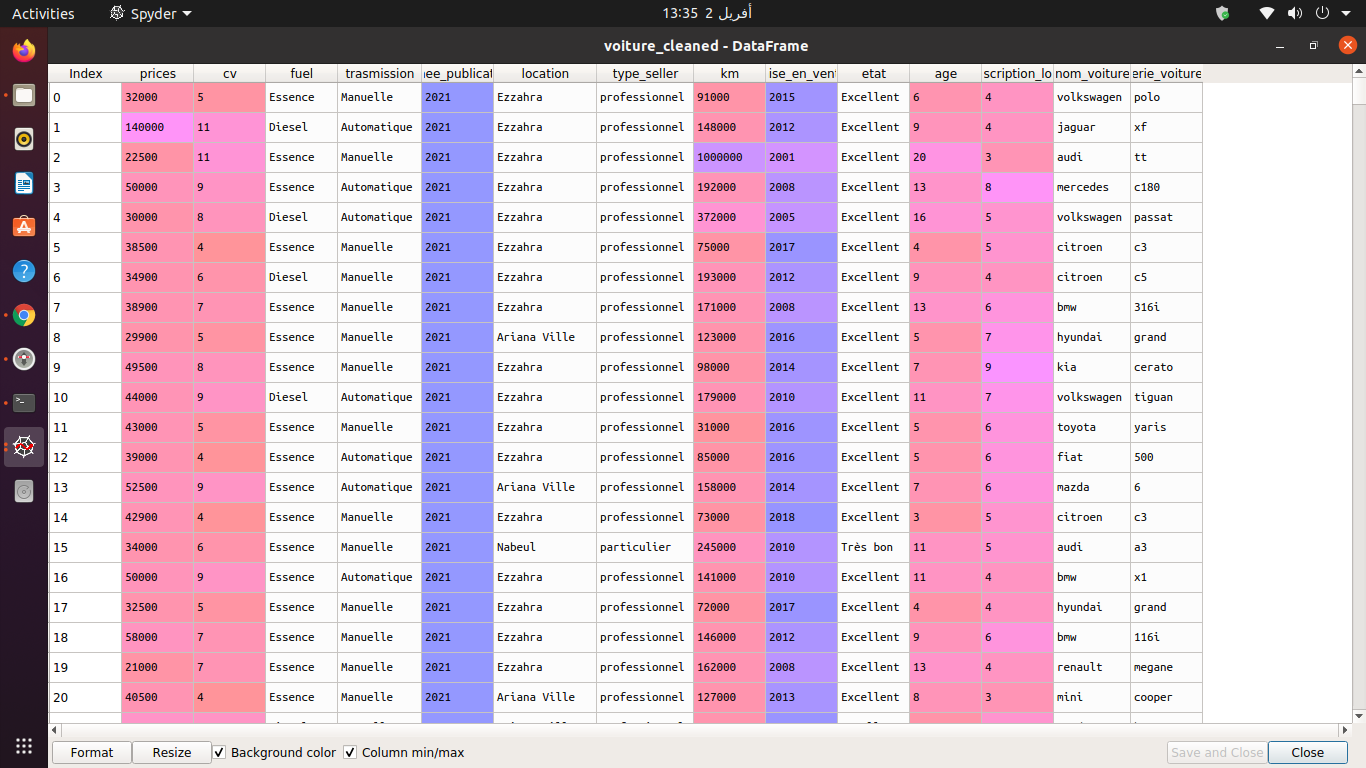 Activities Spyder 13:35 2 أفريل
voiture_cleaned - DataFrame
Index prices cv fuel trasmission nee_publicat location type_seller km ise_en_vent etat age scription_lo nom_voiture erie_voiture
0 32000 5 Essence Manuelle 2021 Ezzahra professionnel 91000 2015 Excellent 6 4 volkswagen polo
1 140000 11 Diesel Automatique 2021 Ezzahra professionnel 148000 2012 Excellent 9 4 jaguar xf
2 22500 11 Essence Manuelle 2021 Ezzahra professionnel 1000000 2001 Excellent 20 3 audi tt
3 50000 9 Essence Automatique 2021 Ezzahra professionnel 192000 2008 Excellent 13 8 mercedes c180
4 30000 8 Diesel Automatique 2021 Ezzahra professionnel 372000 2005 Excellent 16 5 volkswagen passat
5 38500 4 Essence Manuelle 2021 Ezzahra professionnel 75000 2017 Excellent 4 5 citroen c3
6 34900 6 Diesel Manuelle 2021 Ezzahra professionnel 193000 2012 Excellent 9 4 citroen c5
7 38900 7 Essence Manuelle 2021 Ezzahra professionnel 171000 2008 Excellent 13 6 bmw 316i
8 29900 5 Essence Manuelle 2021 Ariana Ville professionnel 123000 2016 Excellent 5 7 hyundai grand
9 49500 8 Essence Manuelle 2021 Ezzahra professionnel 98000 2014 Excellent 7 9 kia cerato
10 44000 9 Diesel Automatique 2021 Ezzahra professionnel 179000 2010 Excellent 11 7 volkswagen tiguan
11 43000 5 Essence Manuelle 2021 Ezzahra professionnel 31000 2016 Excellent 5 6 toyota yaris
12 39000 4 Essence Automatique 2021 Ezzahra professionnel 85000 2016 Excellent 5 6 fiat 500
13 52500 9 Essence Automatique 2021 Ariana Ville professionnel 158000 2014 Excellent 7 6 mazda 6
14 42900 4 Essence Manuelle 2021 Ezzahra professionnel 73000 2018 Excellent 3 5 citroen c3
15 34000 6 Essence Manuelle 2021 Nabeul particulier 245000 2010 Très bon 11 5 audi a3
16 50000 9 Essence Automatique 2021 Ezzahra professionnel 141000 2010 Excellent 11 4 bmw x1
17 32500 5 Essence Manuelle 2021 Ezzahra professionnel 72000 2017 Excellent 4 4 hyundai grand
18 58000 7 Essence Manuelle 2021 Ezzahra professionnel 146000 2012 Excellent 9 6 bmw 116i
19 21000 7 Essence Manuelle 2021 Ezzahra professionnel 162000 2008 Excellent 13 4 renault megane
20 40500 4 Essence Manuelle 2021 Ariana Ville professionnel 127000 2013 Excellent 8 3 mini cooper
Format Resize Background color Column min/max Save and Close Close